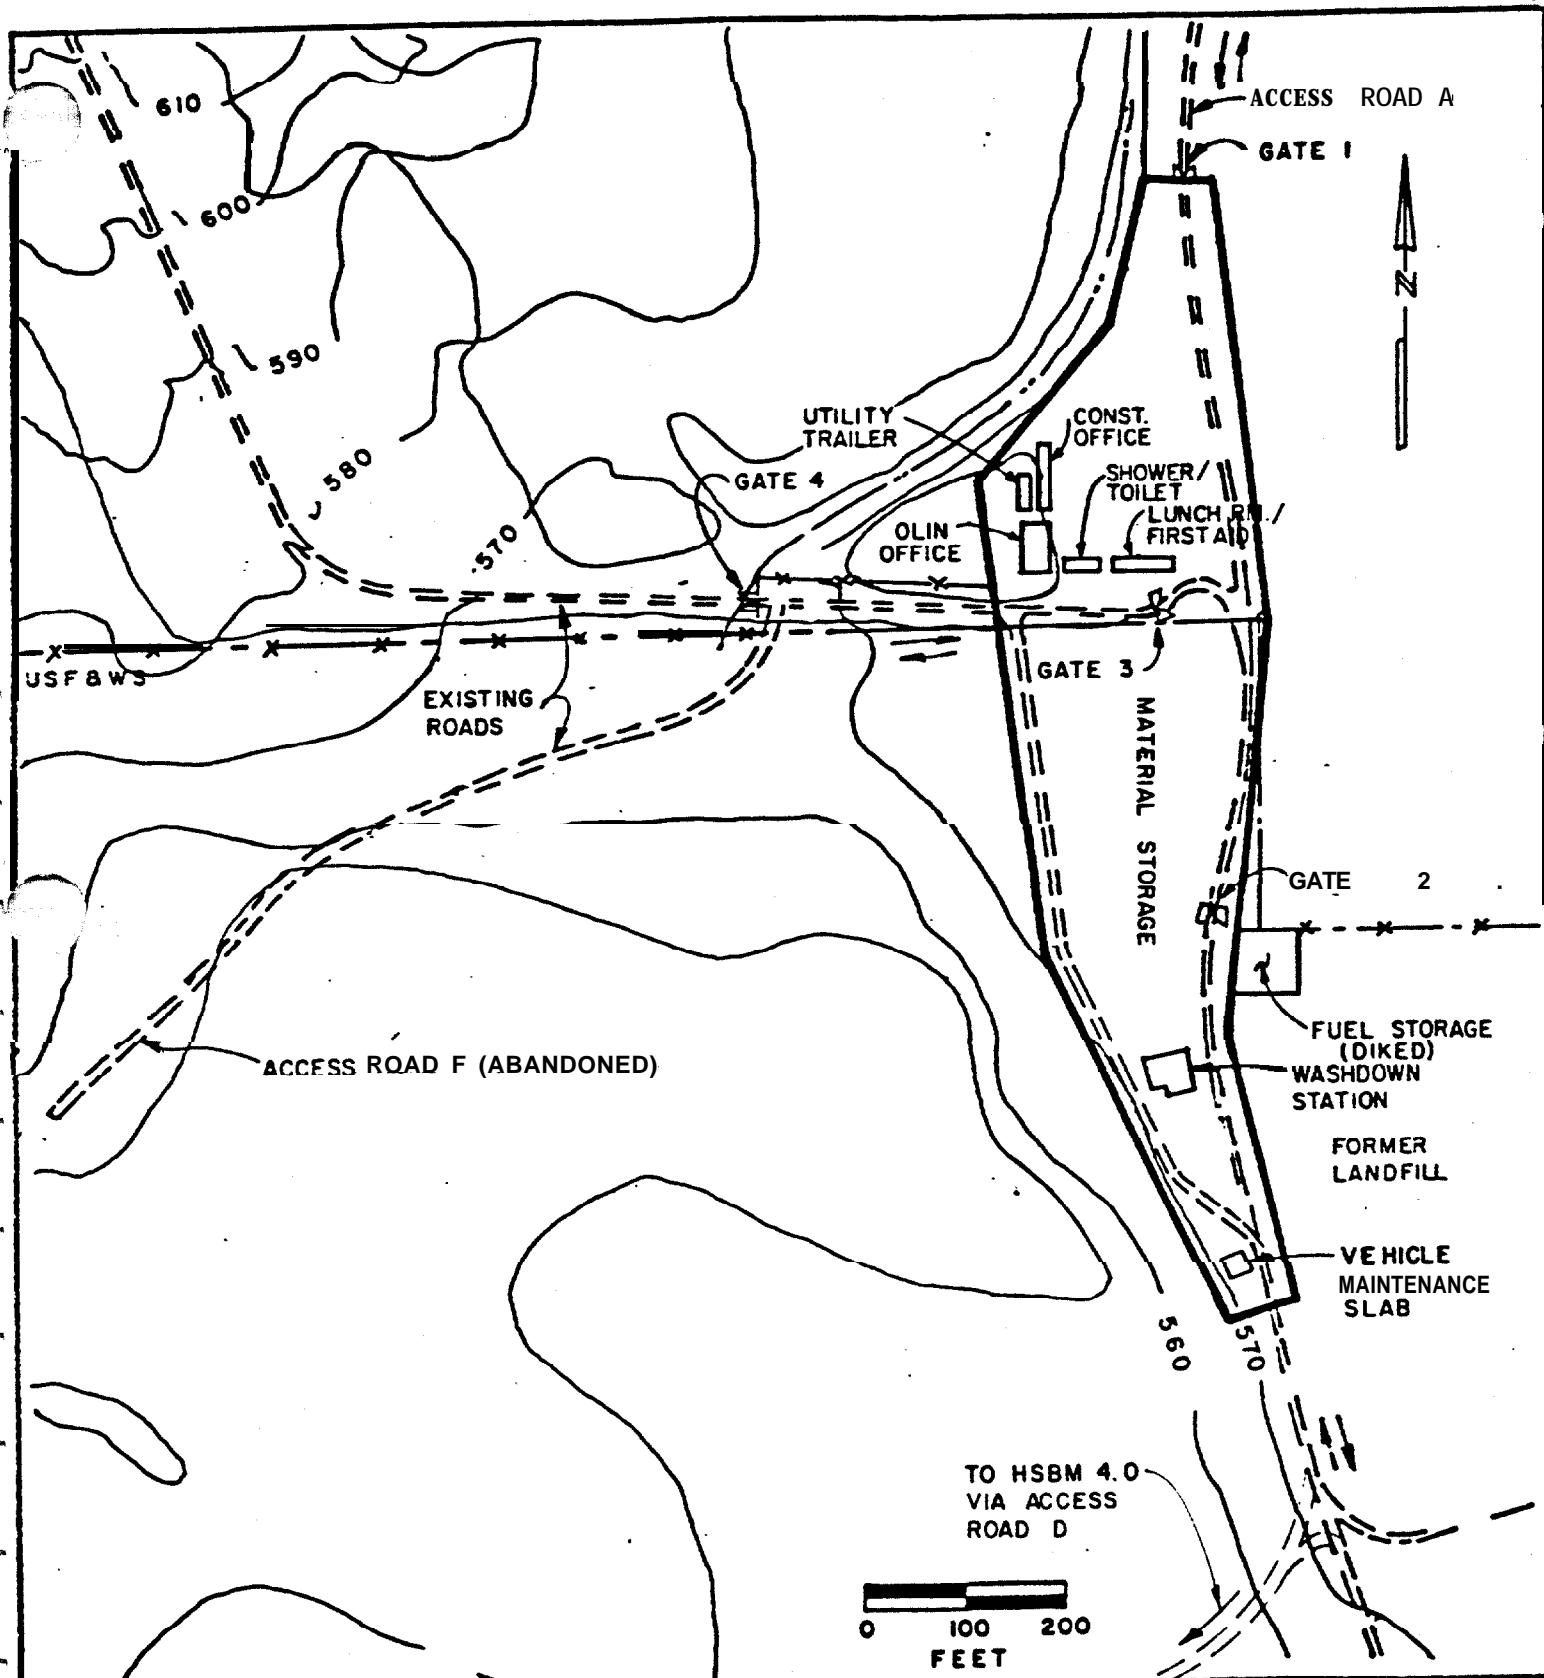 610
ACCESS ROAD A
GATE 1
600
N
590
UTILITY
TRAILER
CONST.
OFFICE
580
GATE 4
SHOWER/
TOILET
LUNCH RM./
FIRST AID
OLIN
OFFICE
570
USF&WS
GATE 3
EXISTING
ROADS
MATERIAL STORAGE
GATE 2
FUEL STORAGE
(DIKED)
WASHDOWN
STATION
ACCESS ROAD F (ABANDONED)
FORMER
LANDFILL
VEHICLE
MAINTENANCE
SLAB
560
570
TO HSBM 4.0
VIA ACCESS
ROAD D
0 100 200
FEET